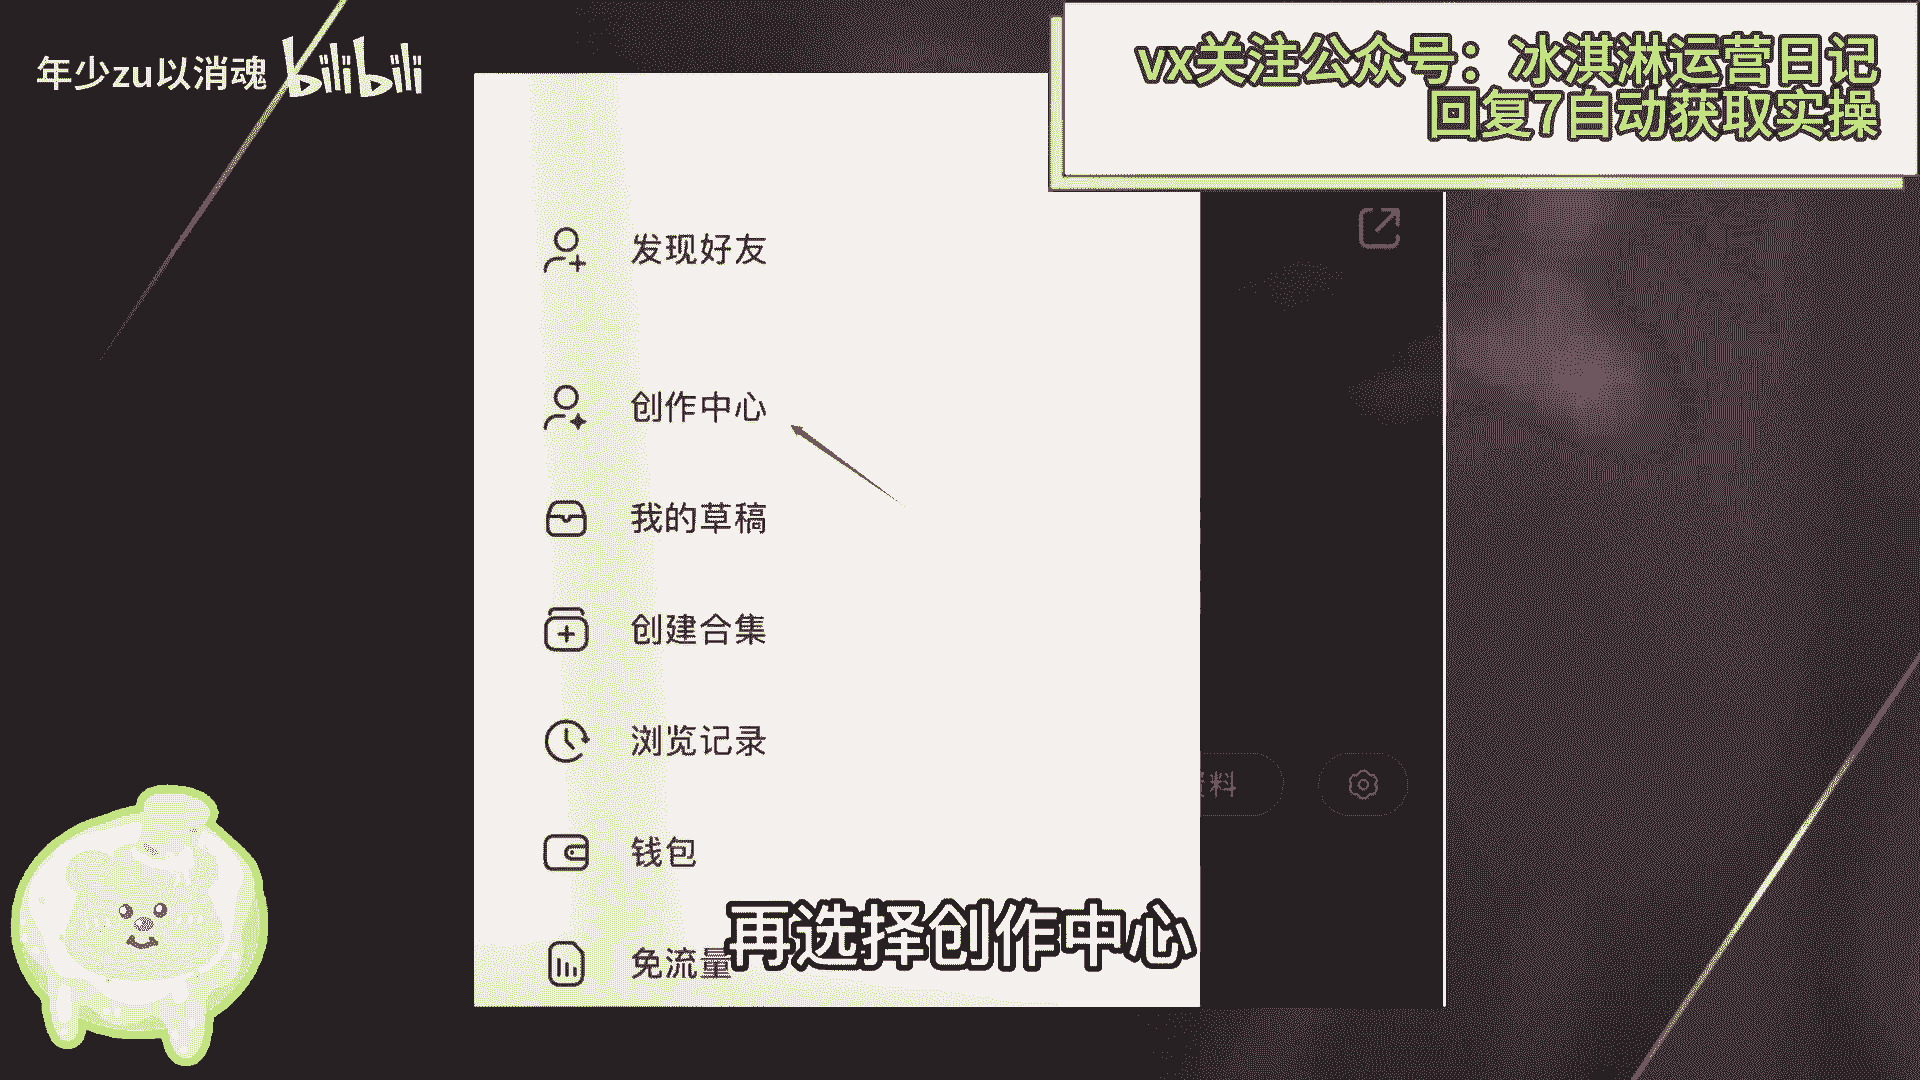 年少zu以消魂 bilibili
vx关注公众号：冰淇淋运营日记
回复7自动获取实操
发现好友
创作中心
我的草稿
创建合集
浏览记录
资料
钱包
免流量
再选择创作中心